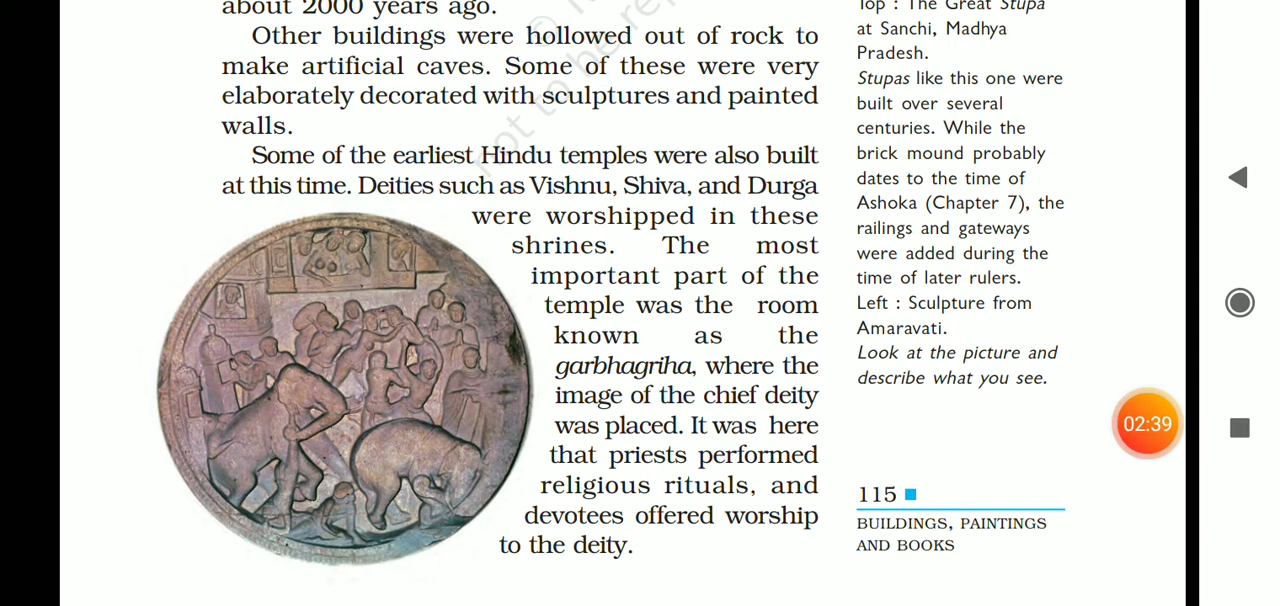 about 2000 years ago.
Other buildings were hollowed out of rock to
make artificial caves. Some of these were very
elaborately decorated with sculptures and painted
walls.
Some of the earliest Hindu temples were also built
at this time. Deities such as Vishnu, Shiva, and Durga
were worshipped in these
shrines. The most
important part of the
temple was the room
known as the
garbhagriha, where the
image of the chief deity
was placed. It was here
that priests performed
religious rituals, and
devotees offered worship
to the deity.
Top : The Great Stupa
at Sanchi, Madhya
Pradesh.
Stupas like this one were
built over several
centuries. While the
brick mound probably
dates to the time of
Ashoka (Chapter 7), the
railings and gateways
were added during the
time of later rulers.
Left : Sculpture from
Amaravati.
Look at the picture and
describe what you see.
02:39
115
BUILDINGS, PAINTINGS
AND BOOKS
not to be rep